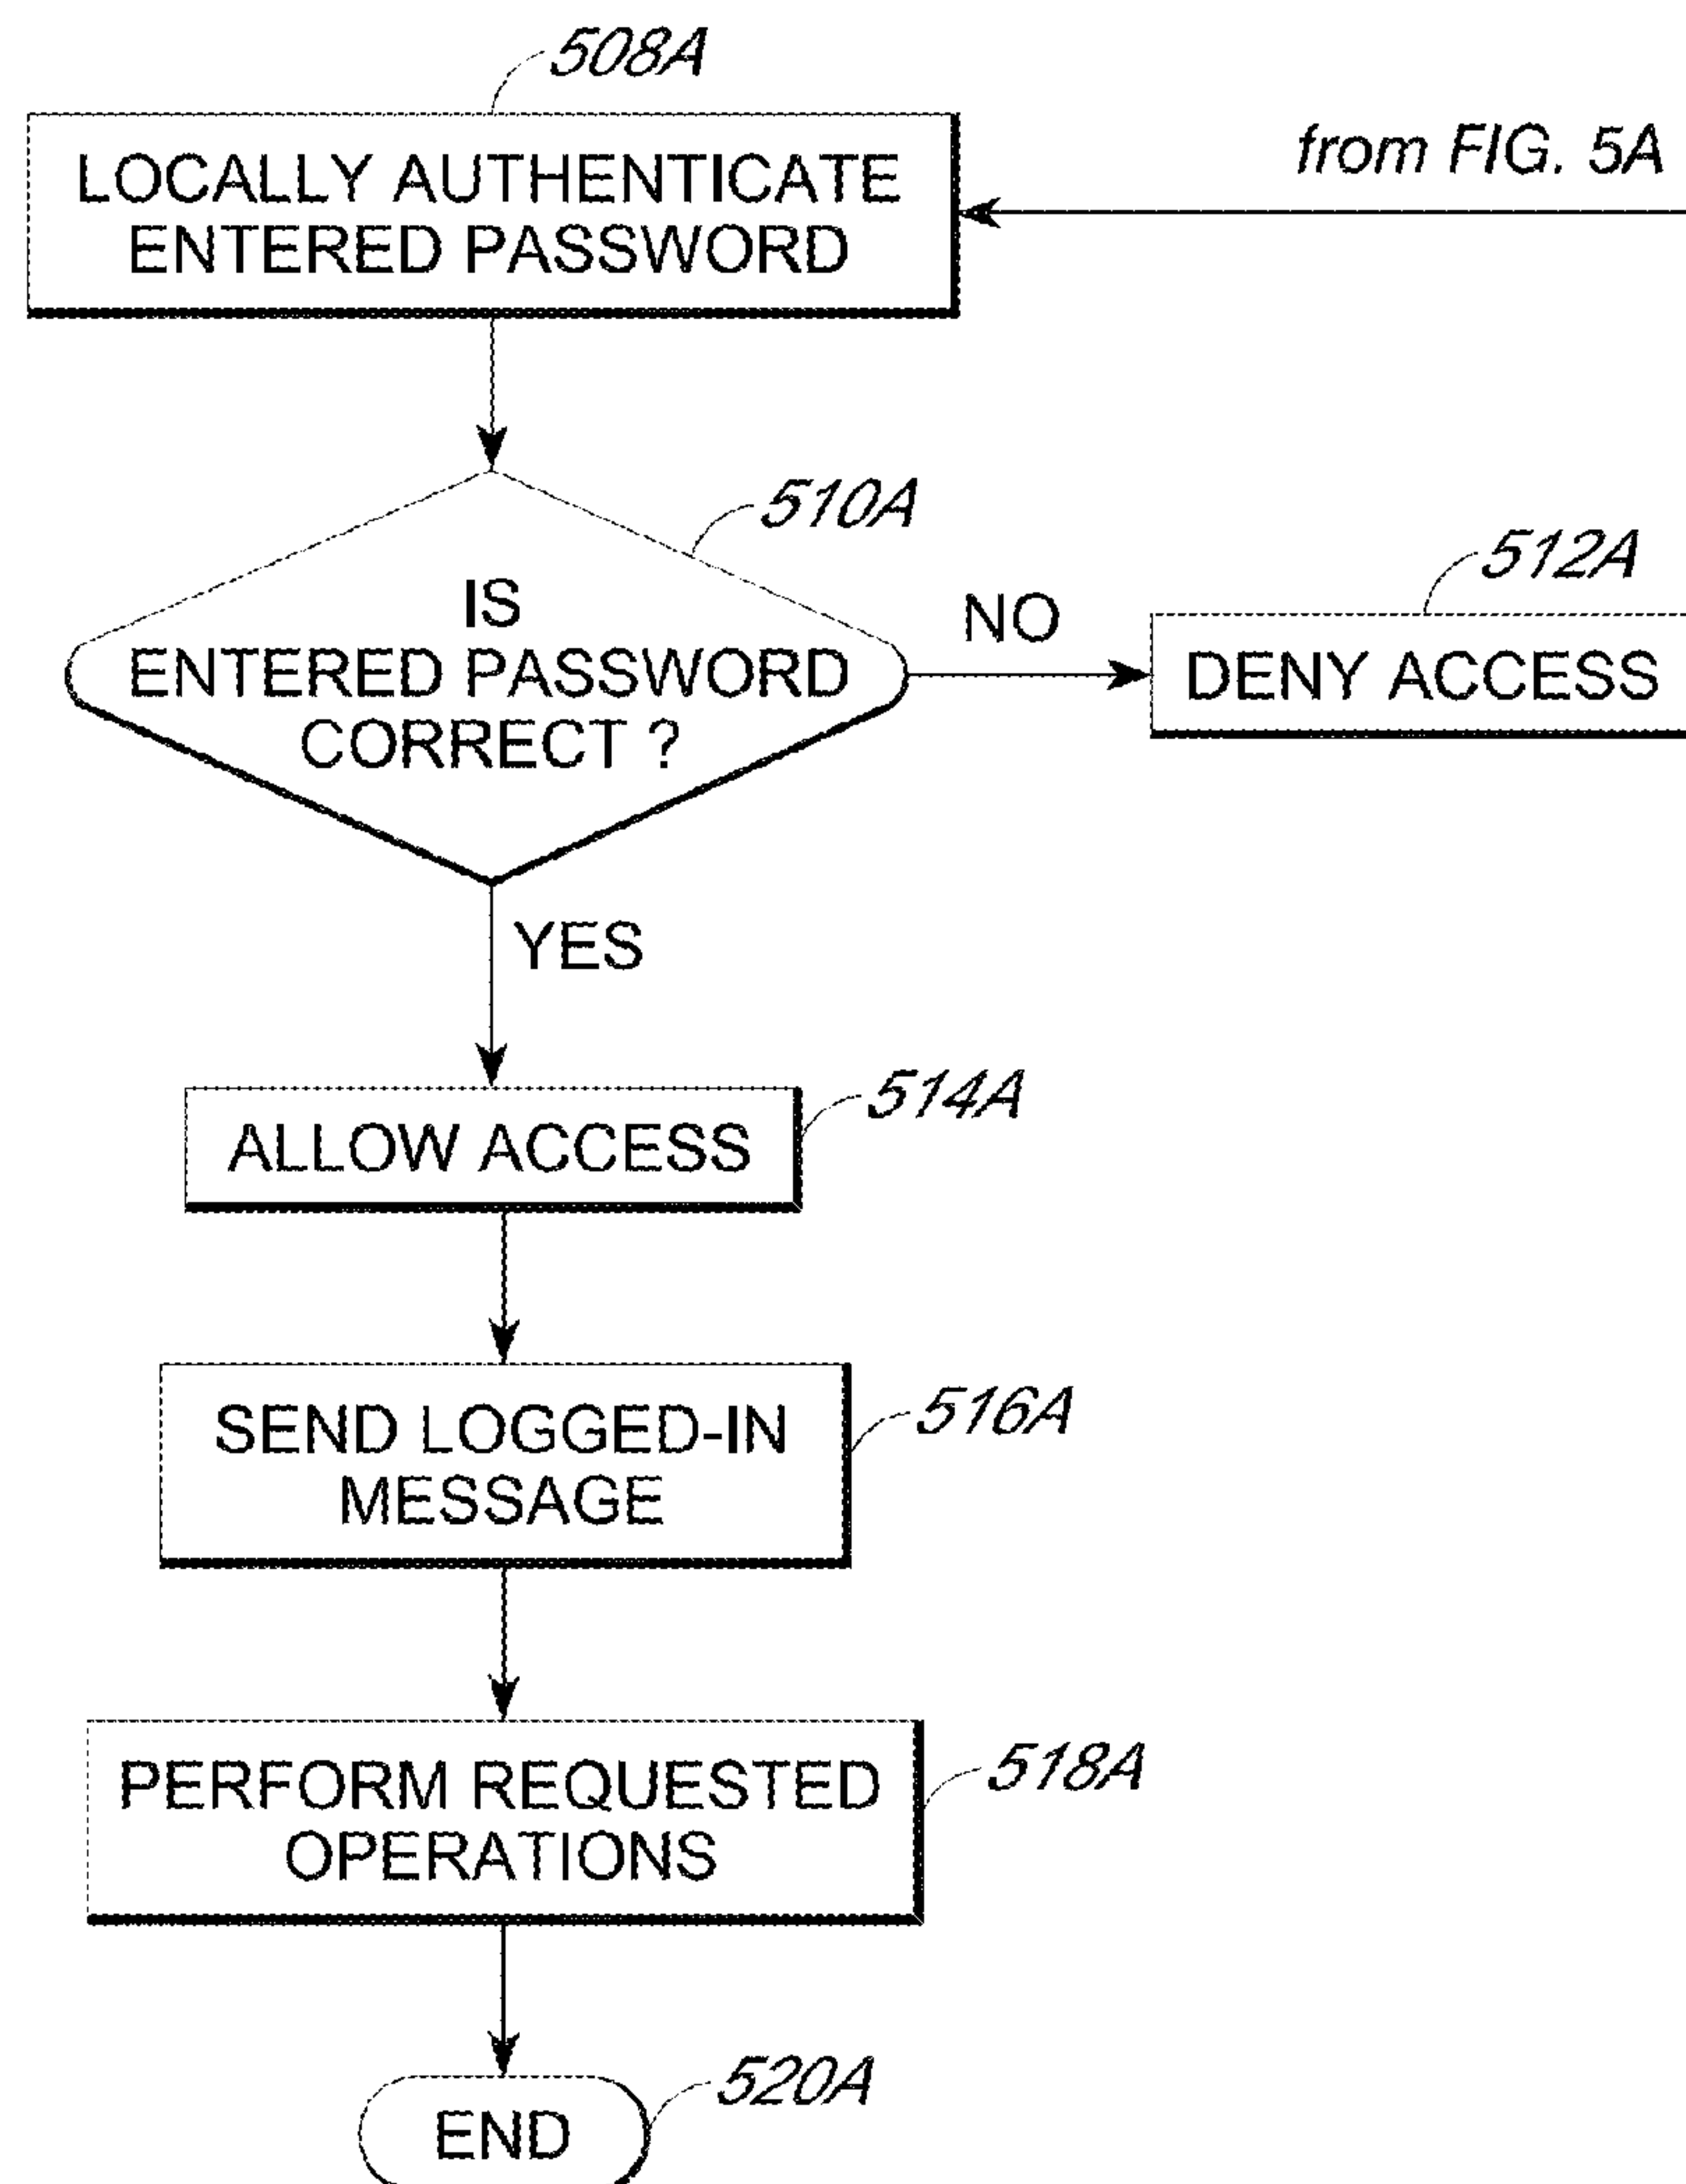 508A
from FIG. 5A
LOCALLY AUTHENTICATE
ENTERED PASSWORD
510A
512A
IS
ENTERED PASSWORD
CORRECT ?
NO
DENY ACCESS
YES
514A
ALLOW ACCESS
516A
SEND LOGGED-IN
MESSAGE
518A
PERFORM REQUESTED
OPERATIONS
520A
END